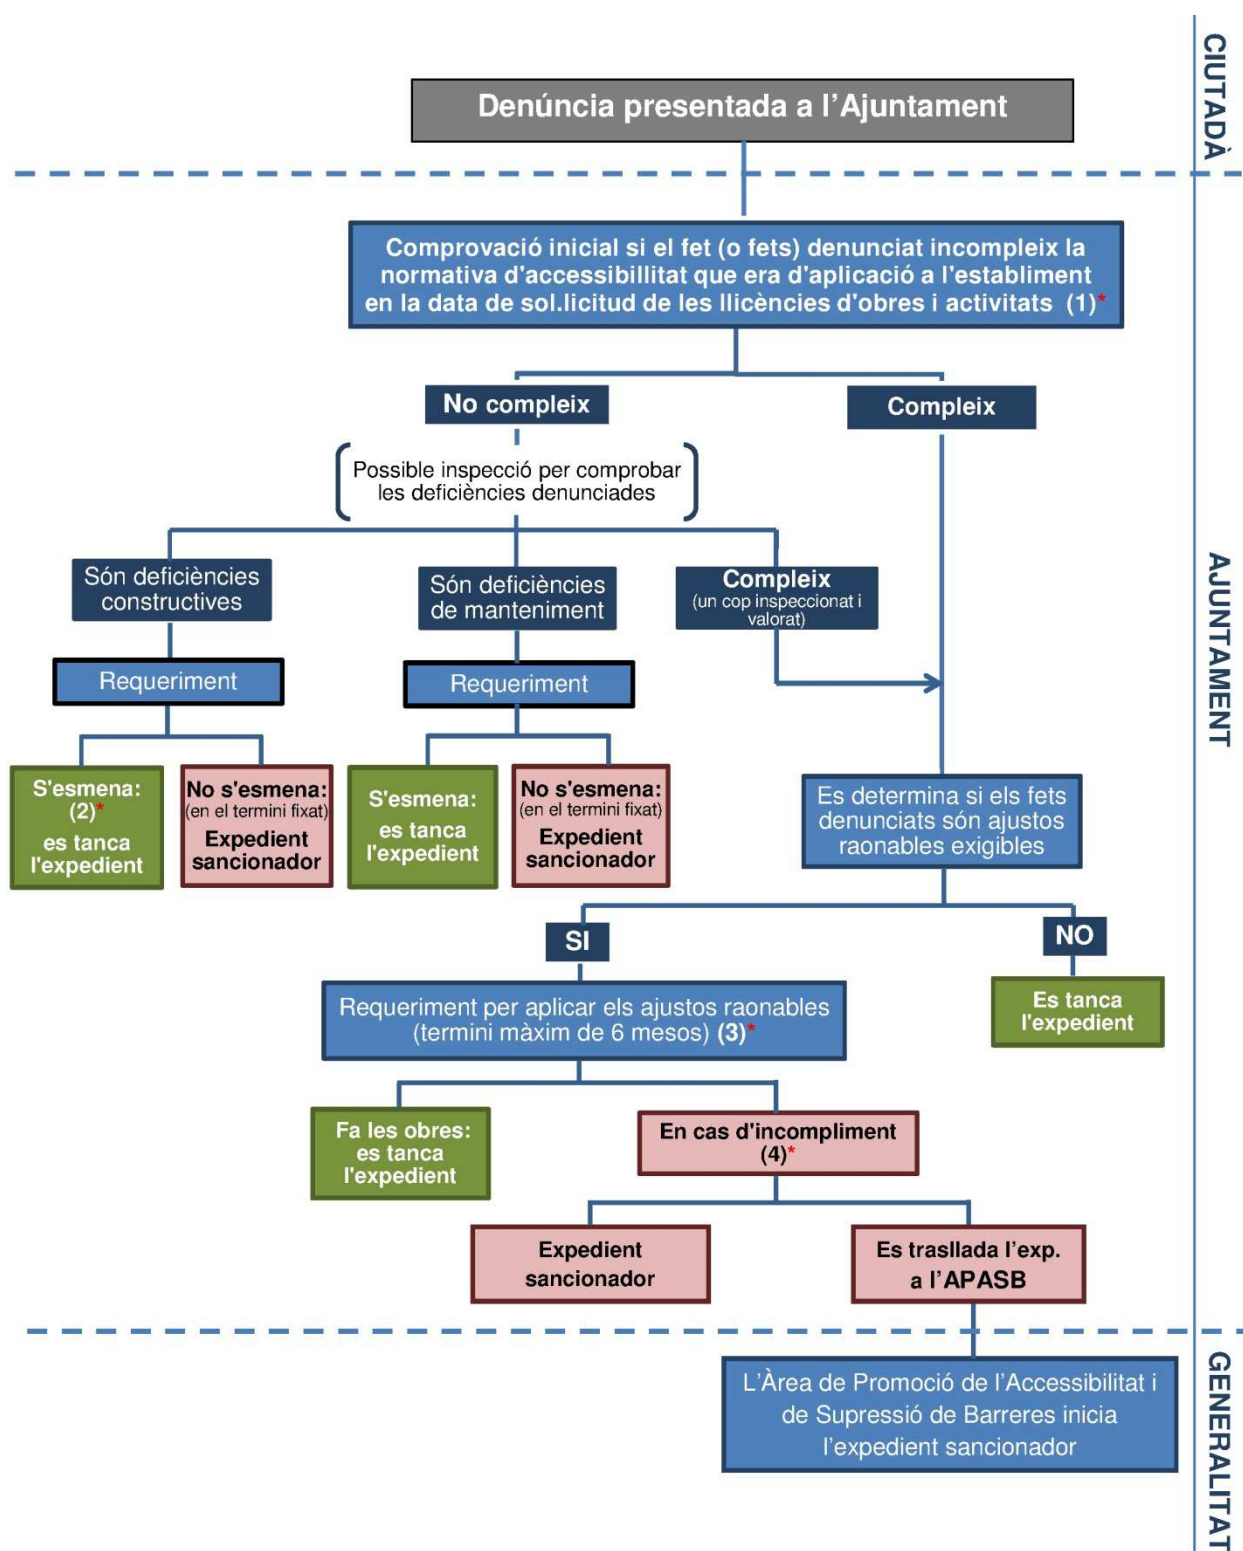 CIUTADÀ
Denúncia presentada a l'Ajuntament
Comprovació inicial si el fet (o fets) denunciat incompleix la
normativa d'accessibillitat que era d'aplicació a l'establiment
en la data de sol.licitud de les llicències d'obres i activitats (1)*
No compleix
Compleix
Possible inspecció per comprobar
les deficiències denunciades
AJUNTAMENT
Són deficiències
constructives
Són deficiències
de manteniment
Compleix
(un cop inspeccionat i
valorat)
Requeriment
Requeriment
S'esmena:
(2)*
es tanca
l'expedient
No s'esmena:
(en el termini fixat)
Expedient
sancionador
S'esmena:
es tanca
l'expedient
No s'esmena:
(en el termini fixat)
Expedient
sancionador
Es determina si els fets
denunciats són ajustos
raonables exigibles
SI
NO
Requeriment per aplicar els ajustos raonables
(termini màxim de 6 mesos) (3)*
Es tanca
l'expedient
Fa les obres:
es tanca
l'expedient
En cas d'incompliment
(4)*
Expedient
sancionador
Es trasllada l'exp.
a l'APASB
GENERALITAT
L'Àrea de Promoció de l'Accessibilitat i
de Supressió de Barreres inicia
l'expedient sancionador